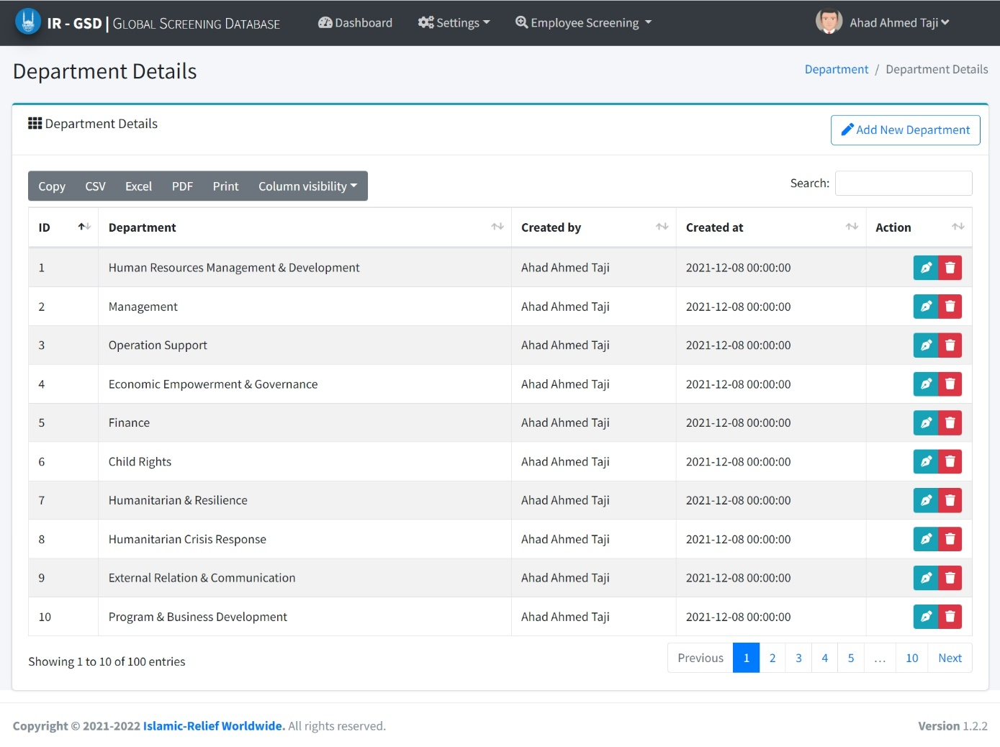 IR - GSD | GLOBAL SCREENING DATABASE Dashboard Settings Employee Screening Ahad Ahmed Taji
Department Details
Department / Department Details
Department Details
Add New Department
Copy CSV Excel PDF Print Column visibility
Search:
ID Department Created by Created at Action
1 Human Resources Management & Development Ahad Ahmed Taji 2021-12-08 00:00:00
2 Management Ahad Ahmed Taji 2021-12-08 00:00:00
3 Operation Support Ahad Ahmed Taji 2021-12-08 00:00:00
4 Economic Empowerment & Governance Ahad Ahmed Taji 2021-12-08 00:00:00
5 Finance Ahad Ahmed Taji 2021-12-08 00:00:00
6 Child Rights Ahad Ahmed Taji 2021-12-08 00:00:00
7 Humanitarian & Resilience Ahad Ahmed Taji 2021-12-08 00:00:00
8 Humanitarian Crisis Response Ahad Ahmed Taji 2021-12-08 00:00:00
9 External Relation & Communication Ahad Ahmed Taji 2021-12-08 00:00:00
10 Program & Business Development Ahad Ahmed Taji 2021-12-08 00:00:00
Showing 1 to 10 of 100 entries
Previous 1 2 3 4 5 ... 10 Next
Copyright © 2021-2022 Islamic-Relief Worldwide. All rights reserved.
Version 1.2.2